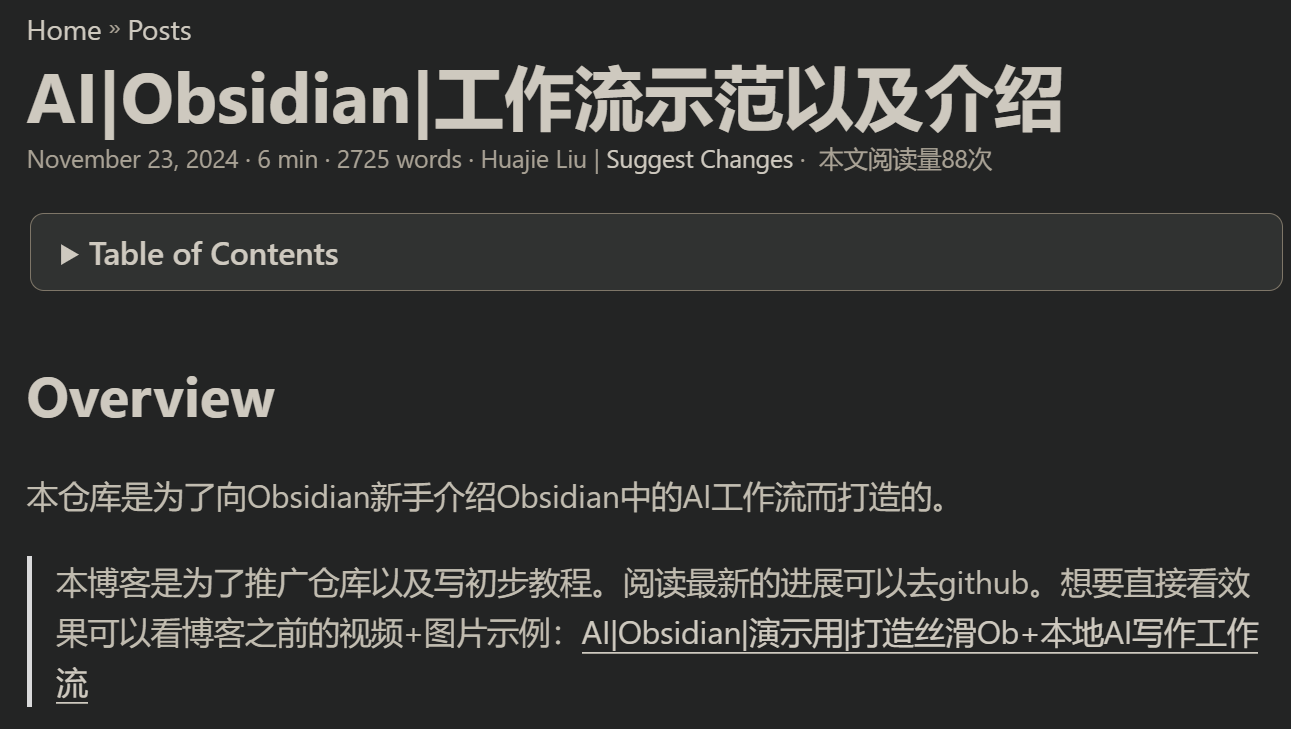 Home » Posts
AI|Obsidian|工作流示范以及介绍
November 23, 2024 · 6 min · 2725 words · Huajie Liu | Suggest Changes · 本文阅读量88次
▶ Table of Contents
Overview
本仓库是为了向Obsidian新手介绍Obsidian中的AI工作流而打造的。
本博客是为了推广仓库以及写初步教程。阅读最新的进展可以去github。想要直接看效
果可以看博客之前的视频+图片示例：AI|Obsidian|演示用|打造丝滑Ob+本地AI写作工作
流